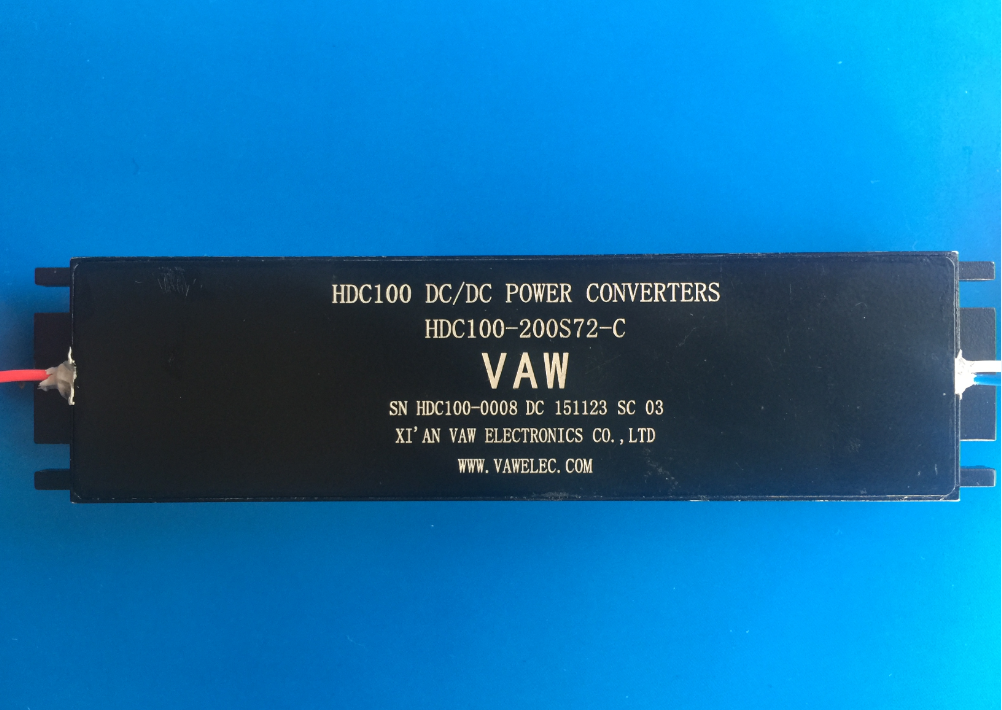 HDC100 DC/DC POWER CONVERTERS
HDC100-200S72-C
VAW
SN HDC100-0008 DC 151123 SC 03
XI'AN VAW ELECTRONICS CO.,LTD
WWW.VAWELEC.COM